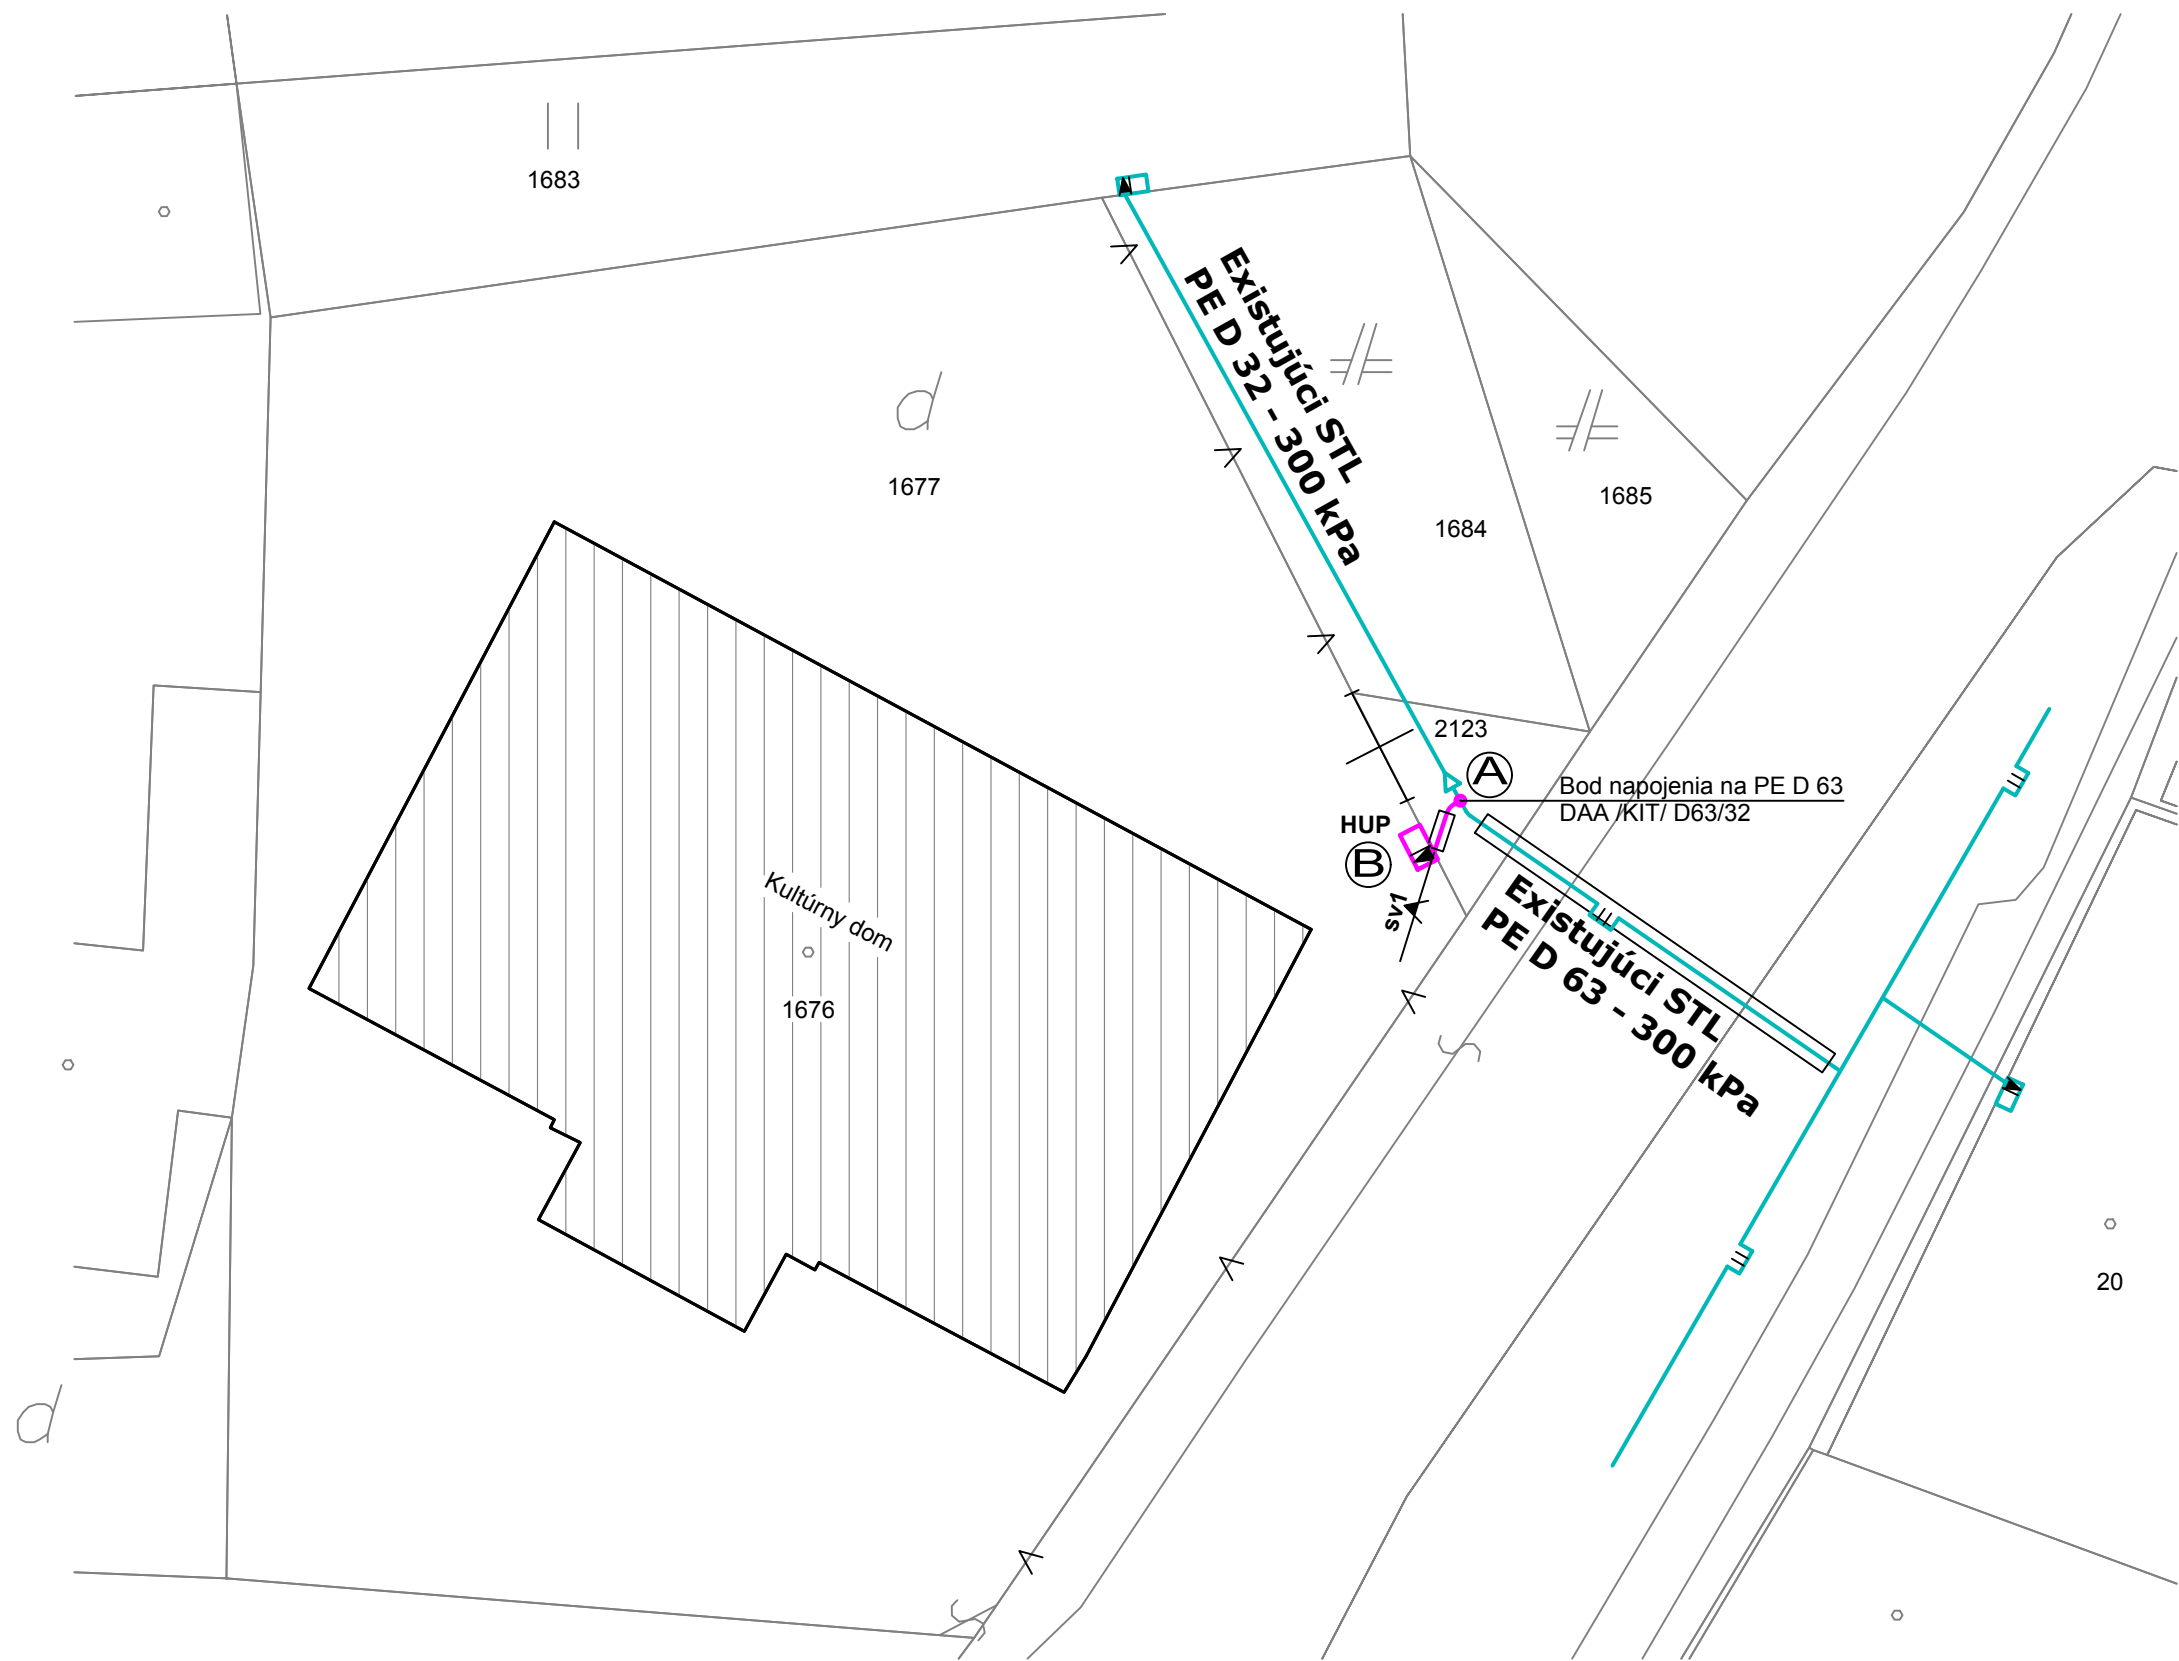 1683
Existujúci STL
PE D 32 - 300 kPa
1677
1685
1684
2123
A
Bod napojenia na PE D 63
DAA /KIT/ D63/32
HUP
B
sv1
Existujúci STL
PE D 63 - 300 kPa
Kultúrny dom
1676
20